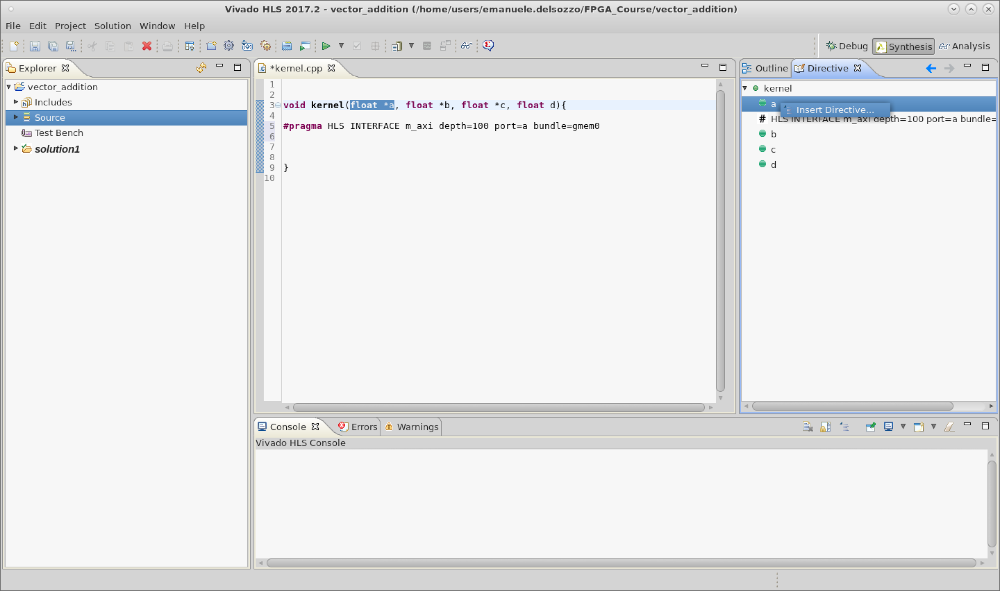 Vivado HLS 2017.2 - vector_addition (/home/users/emanuele.delsozzo/FPGA_Course/vector_addition)
File Edit Project Solution Window Help
Debug Synthesis Analysis
Explorer
vector_addition
Includes
Source
Test Bench
solution1
*kernel.cpp
1
2
3 void kernel(float *a, float *b, float *c, float d){
4
5 #pragma HLS INTERFACE m_axi depth=100 port=a bundle=gmem0
6
7
8
9 }
10
Outline Directive
kernel
a
Insert Directive...
# HLS INTERFACE m_axi depth=100 port=a bundle=
b
c
d
Console Errors Warnings
Vivado HLS Console